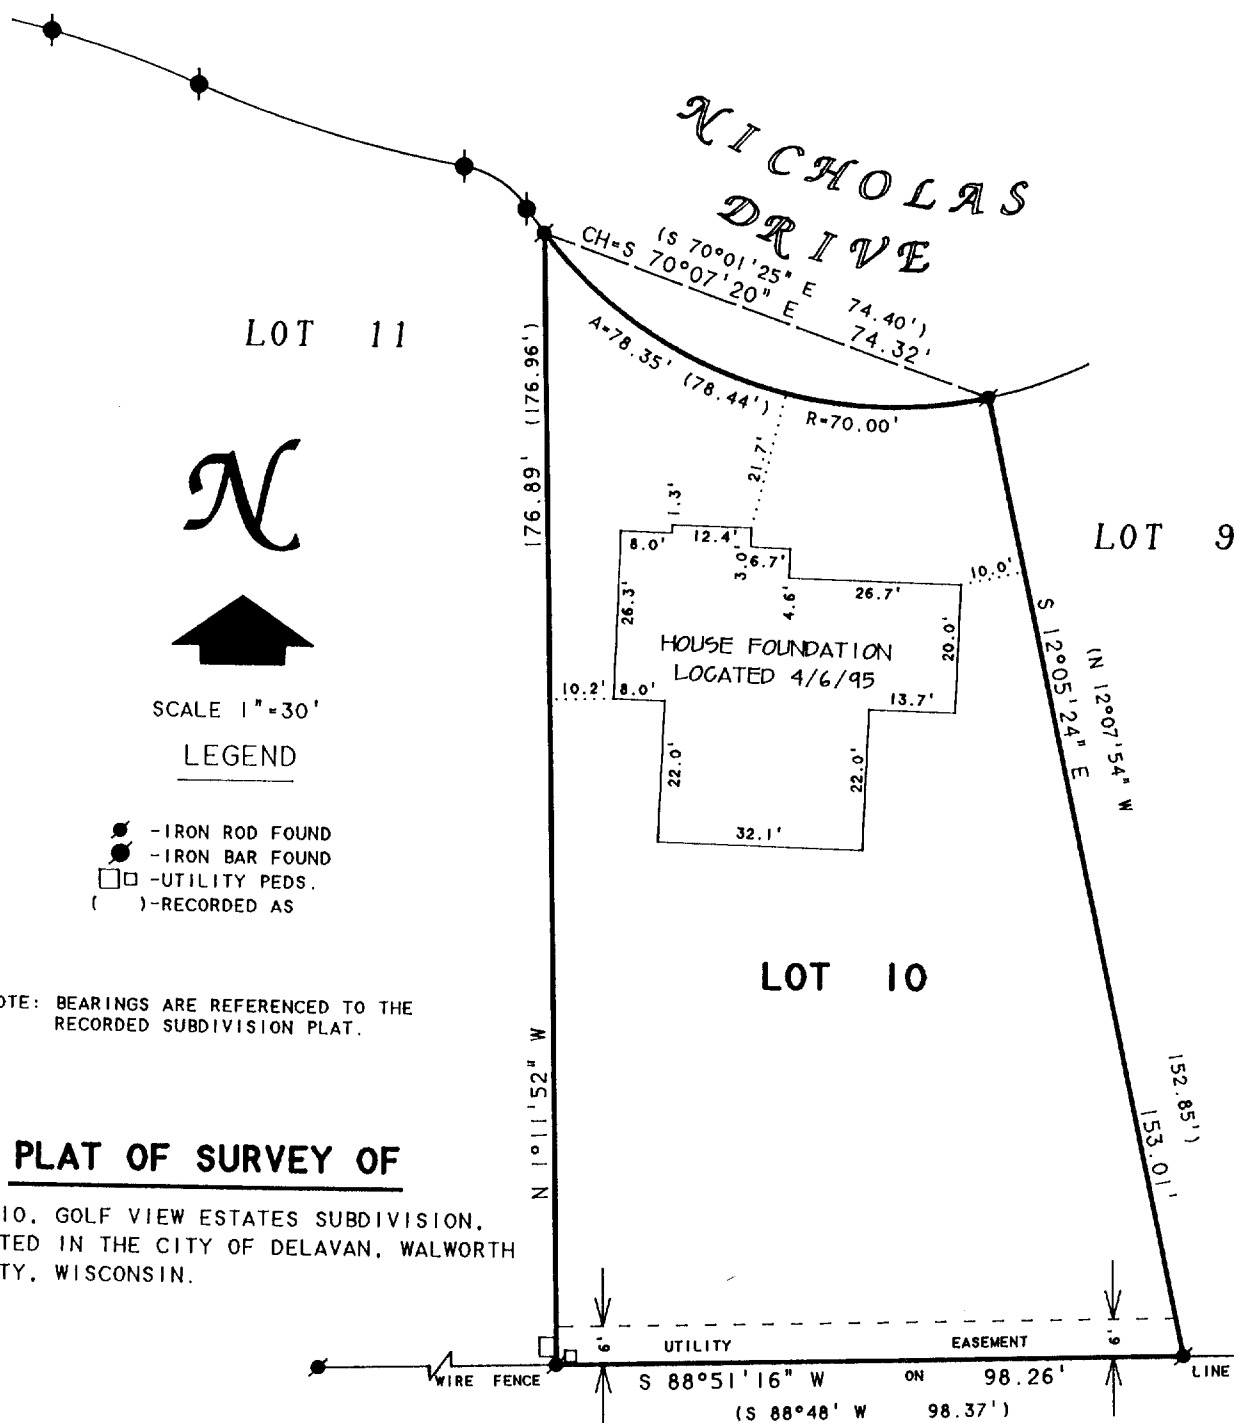 NICHOLAS
DRIVE
(S 70°01'25" E 74.40')
CH=S 70°07'20" E 74.32'
A=78.35' (78.44')
R=70.00'
LOT 11
176.89' (176.96')
N
21.7'
1.3'
8.0'
12.4'
3.0'
6.7'
4.6'
26.7'
10.0'
LOT 9
26.3'
20.0'
HOUSE FOUNDATION
LOCATED 4/6/95
10.2'
8.0'
13.7'
22.0'
22.0'
32.1'
S 12°05'24" E
(N 12°07'54" W
SCALE 1"=30'
LEGEND
-IRON ROD FOUND
-IRON BAR FOUND
-UTILITY PEDS.
( )-RECORDED AS
LOT 10
OTE: BEARINGS ARE REFERENCED TO THE
RECORDED SUBDIVISION PLAT.
N 1°11'52" W
152.85')
153.01'
PLAT OF SURVEY OF
10, GOLF VIEW ESTATES SUBDIVISION,
TED IN THE CITY OF DELAVAN, WALWORTH
TY, WISCONSIN.
6'
UTILITY EASEMENT
6'
WIRE FENCE
S 88°51'16" W ON 98.26'
LINE
(S 88°48' W 98.37')